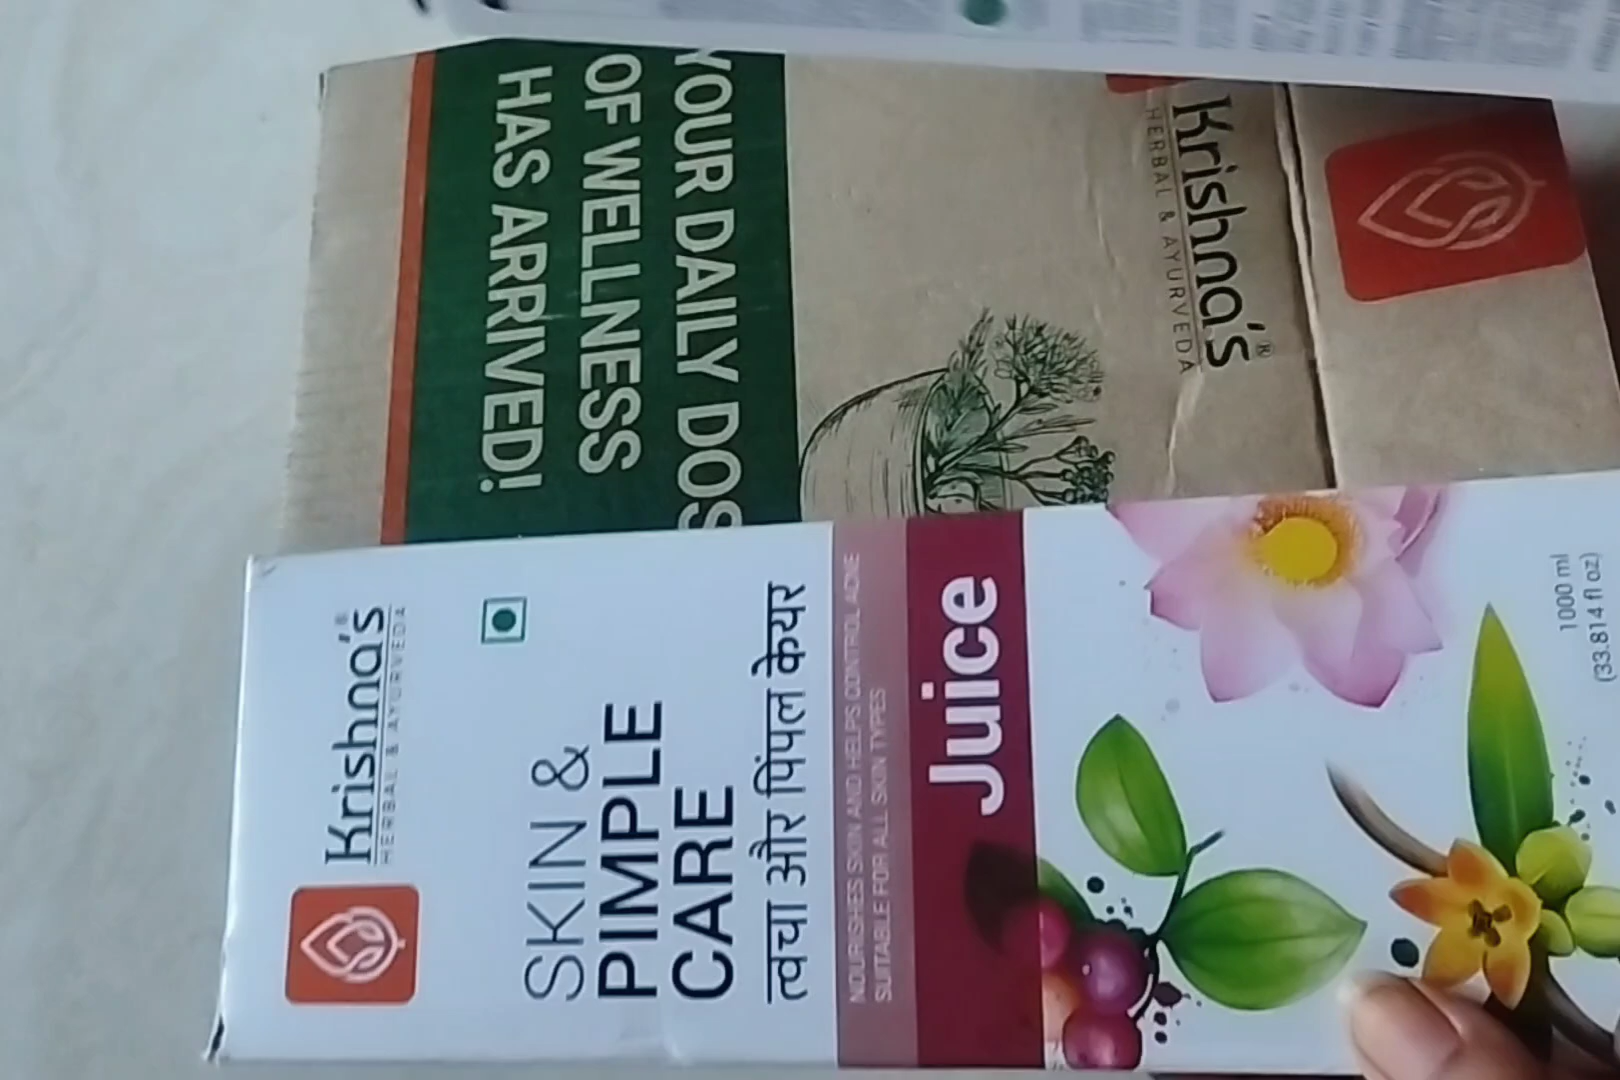 YOUR DAILY DOS
OF WELLNESS
HAS ARRIVED!
Krishna's®
HERBAL & AYURVEDA
Krishna's®
HERBAL & AYURVEDA
SKIN &
PIMPLE
CARE
त्वचा और पिंपल केयर
NOURISHES SKIN AND HELPS CONTROL ACNE
SUITABLE FOR ALL SKIN TYPES
Juice
1000 ml
(33.814 fl oz)